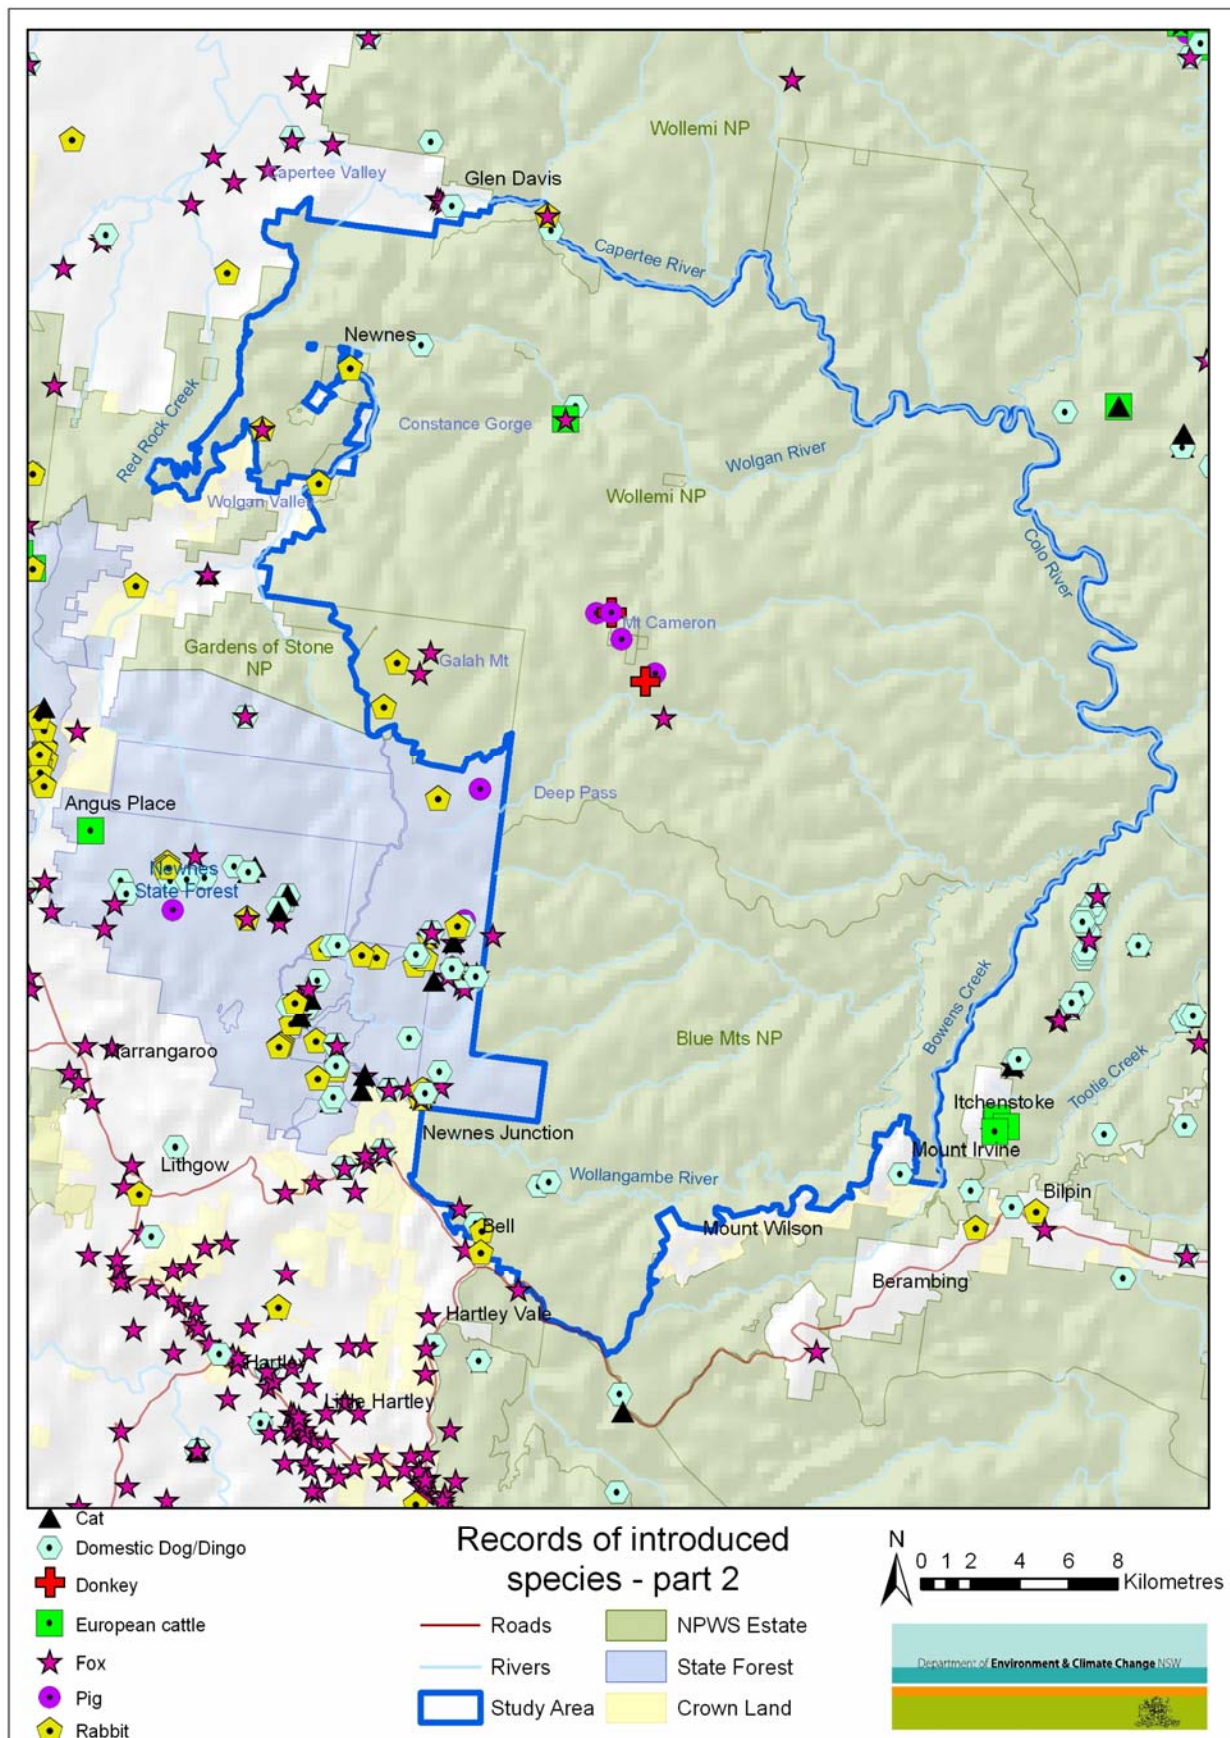 Wollemi NP
Capertee Valley
Glen Davis
Capertee River
Newnes
Red Rock Creek
Constance Gorge
Wolgan River
Wollemi NP
Wolgan Valley
Colo River
Mt Cameron
Gardens of Stone
NP
Galah Mt
Deep Pass
Angus Place
Newnes
State Forest
Bowens Creek
Blue Mts NP
Marrangaroo
Tootie Creek
Itchenstoke
Newnes Junction
Mount Irvine
Lithgow
Wollangambe River
Bilpin
Bell
Mount Wilson
Berambing
Hartley Vale
Hartley
Little Hartley
Cat
Domestic Dog/Dingo
Donkey
European cattle
Fox
Pig
Rabbit
Records of introduced
species - part 2
Roads
Rivers
Study Area
NPWS Estate
State Forest
Crown Land
N
0 1 2 4 6 8
Kilometres
Department of Environment & Climate Change NSW